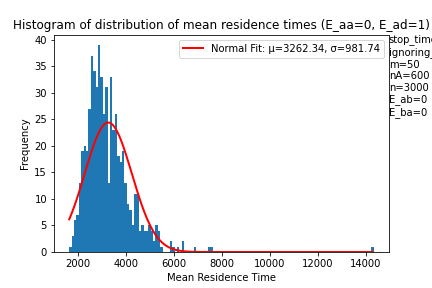 Histogram of distribution of mean residence times (E_aa=0, E_ad=1)
Normal Fit: μ=3262.34, σ=981.74
stop_time
ignoring_
m=50
nA=600
n=3000
E_ab=0
E_ba=0
Frequency
40
35
30
25
20
15
10
5
0
2000 4000 6000 8000 10000 12000 14000
Mean Residence Time